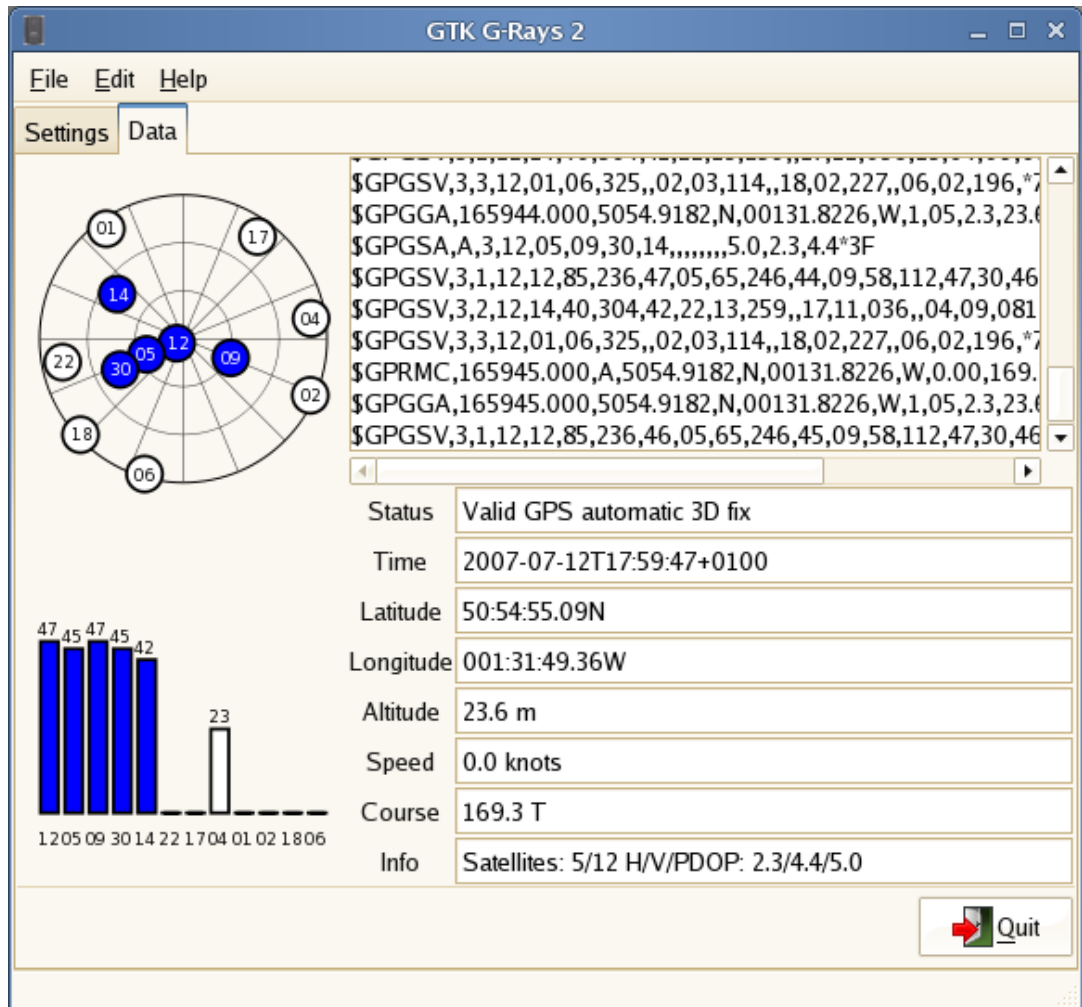 GTK G-Rays 2
File Edit Help
Settings Data
01
17
14
04
12
05
09
22
30
02
18
06
$GPGSV,3,3,12,01,06,325,,02,03,114,,18,02,227,,06,02,196,*7
$GPGGA,165944.000,5054.9182,N,00131.8226,W,1,05,2.3,23.6
$GPGSA,A,3,12,05,09,30,14,,,,,,,,5.0,2.3,4.4*3F
$GPGSV,3,1,12,12,85,236,47,05,65,246,44,09,58,112,47,30,46
$GPGSV,3,2,12,14,40,304,42,22,13,259,,17,11,036,,04,09,081
$GPGSV,3,3,12,01,06,325,,02,03,114,,18,02,227,,06,02,196,*7
$GPRMC,165945.000,A,5054.9182,N,00131.8226,W,0.00,169.
$GPGGA,165945.000,5054.9182,N,00131.8226,W,1,05,2.3,23.6
$GPGSV,3,1,12,12,85,236,46,05,65,246,45,09,58,112,47,30,46
Status Valid GPS automatic 3D fix
Time 2007-07-12T17:59:47+0100
Latitude 50:54:55.09N
Longitude 001:31:49.36W
Altitude 23.6 m
Speed 0.0 knots
Course 169.3 T
Info Satellites: 5/12 H/V/PDOP: 2.3/4.4/5.0
47 45 47 45 42 23
12 05 09 30 14 22 17 04 01 02 18 06
Quit